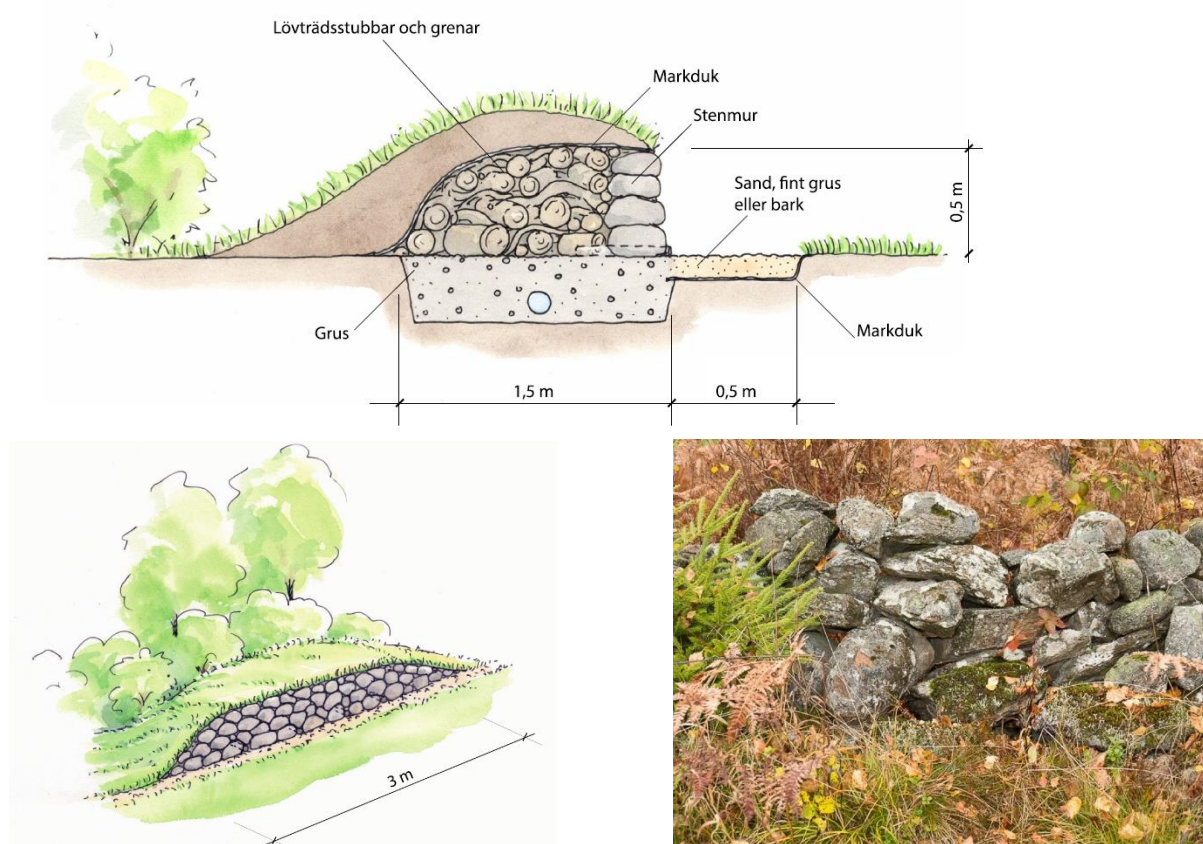 Lövträdsstubbar och grenar
Markduk
Stenmur
Sand, fint grus
eller bark
0,5 m
Grus
Markduk
1,5 m
0,5 m
3 m